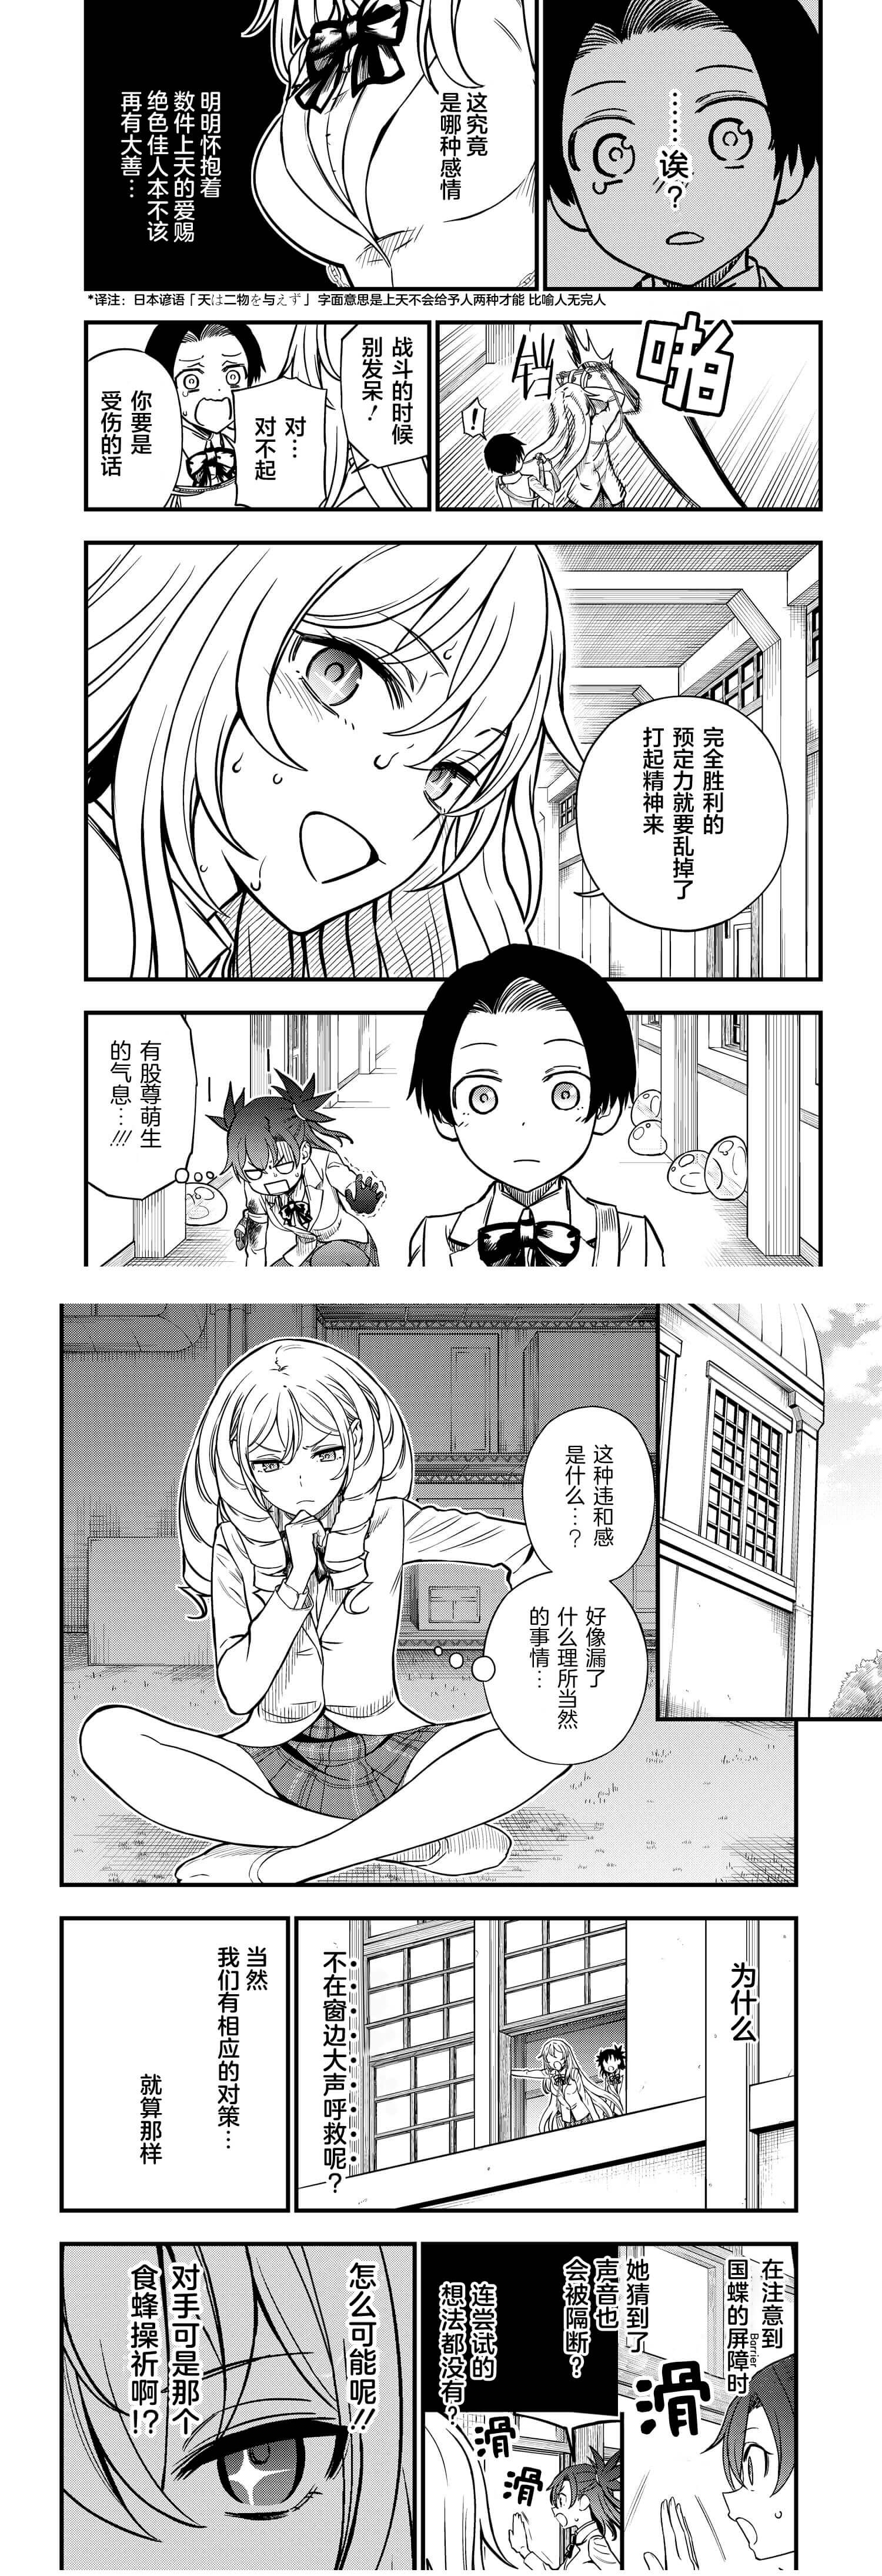 ……诶？
这究竟
是哪种感情
明明怀抱着
数件上天的爱赐
绝色佳人本不该
再有大善…
*译注：日本谚语「天は二物を与えず」字面意思是上天不会给予人两种才能 比喻人无完人
啪
铛
！
战斗的时候
别发呆！
对…
对不起
你要是
受伤的话
完全胜利的
预定力就要乱掉了
打起精神来
有股尊萌生
的气息…!!!
这种违和感
是什么…?
好像漏了
什么理所当然
的事情…
为什么
不在窗边大声呼救呢？
当然
我们有相应的对策…
就算那样
在注意到
国蝶的屏障时
Barrier
她猜到了
声音也
会被隔断?
滑
连尝试的
想法都没有?
滑
滑
怎么可能呢!!
对手可是那个
食蜂操祈啊!?